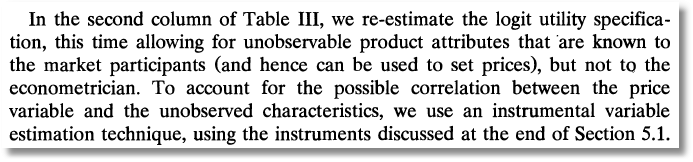 In the second column of Table III, we re-estimate the logit utility specifica-
tion, this time allowing for unobservable product attributes that are known to
the market participants (and hence can be used to set prices), but not to the
econometrician. To account for the possible correlation between the price
variable and the unobserved characteristics, we use an instrumental variable
estimation technique, using the instruments discussed at the end of Section 5.1.